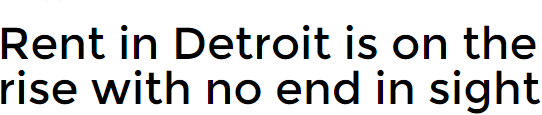 Rent in Detroit is on the
rise with no end in sight